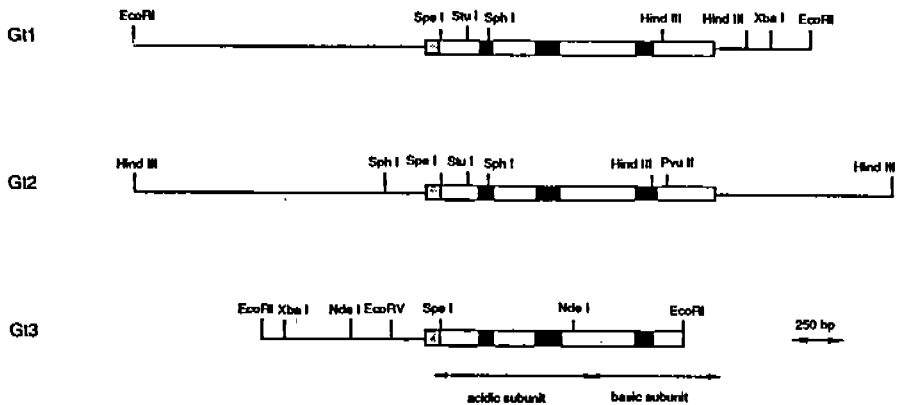 EcoRI Spe I Stu I Sph I Hind III Hind III Xba I EcoRI
Gt1
Hind III Sph I Spe I Stu I Sph I Hind III Pvu II Hind III
Gt2
EcoRI Xba I Nde I EcoRV Spe I Nde I EcoRI
Gt3
250 bp
acidic subunit basic subunit